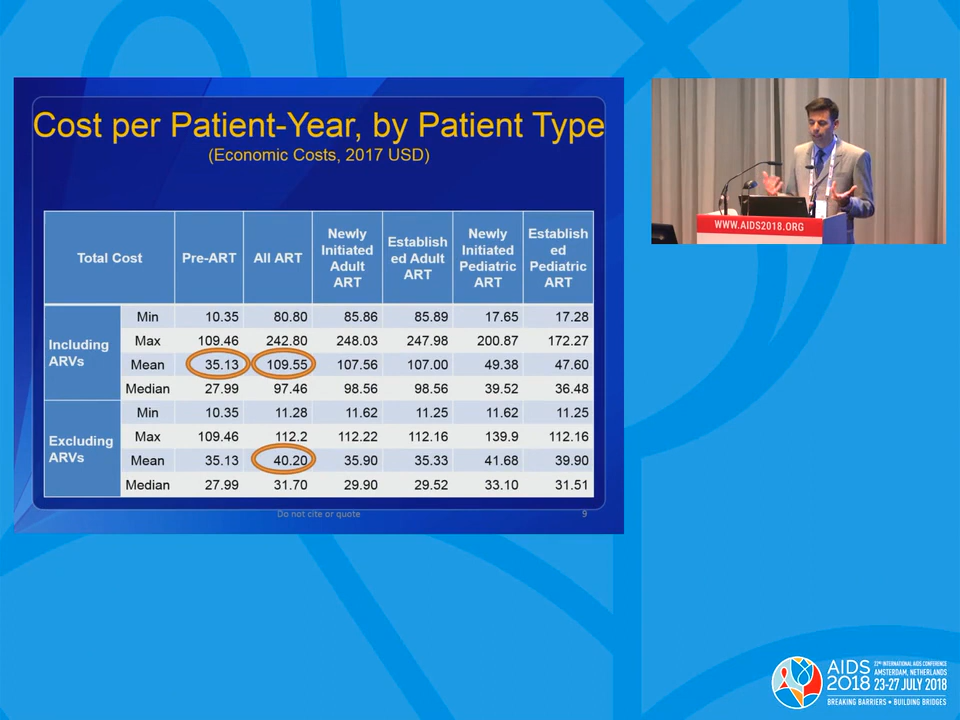 Cost per Patient-Year, by Patient Type
(Economic Costs, 2017 USD)
Total Cost Pre-ART All ART Newly Initiated Adult ART Establish ed Adult ART Newly Initiated Pediatric ART Establish ed Pediatric ART
Including ARVs
Min 10.35 80.80 85.86 85.89 17.65 17.28
Max 109.46 242.80 248.03 247.98 200.87 172.27
Mean 35.13 109.55 107.56 107.00 49.38 47.60
Median 27.99 97.46 98.56 98.56 39.52 36.48
Excluding ARVs
Min 10.35 11.28 11.62 11.25 11.62 11.25
Max 109.46 112.2 112.22 112.16 139.9 112.16
Mean 35.13 40.20 35.90 35.33 41.68 39.90
Median 27.99 31.70 29.90 29.52 33.10 31.51
Do not cite or quote 9
WWW.AIDS2018.ORG
AIDS 2018
22ND INTERNATIONAL AIDS CONFERENCE
AMSTERDAM, NETHERLANDS
23-27 JULY 2018
BREAKING BARRIERS • BUILDING BRIDGES